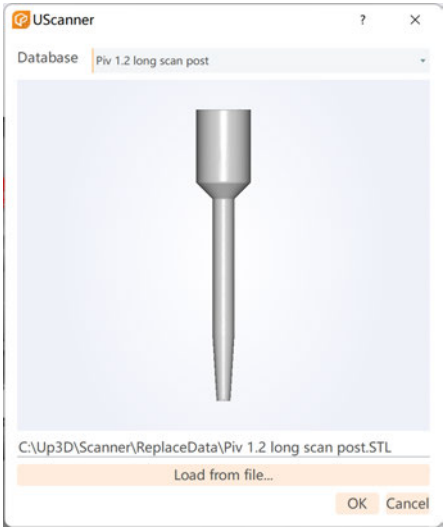 UScanner ? ×
Database Piv 1.2 long scan post
C:\Up3D\Scanner\ReplaceData\Piv 1.2 long scan post.STL
Load from file...
OK Cancel